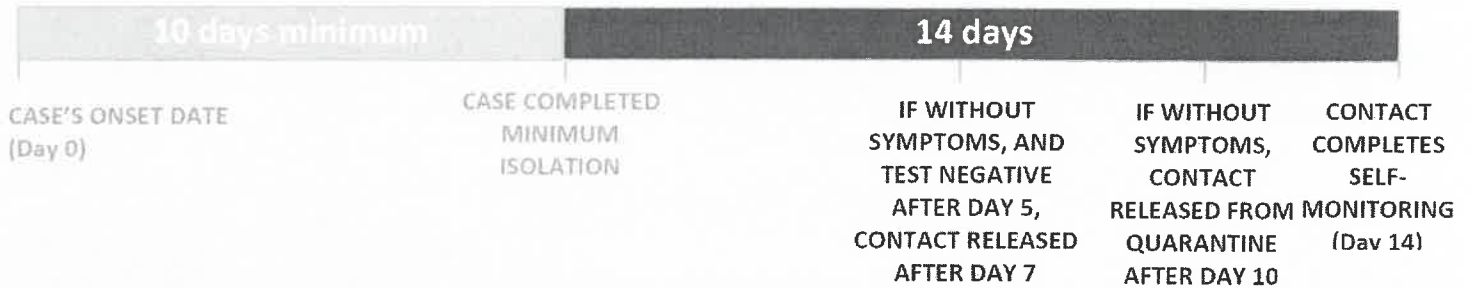 10 days minimum
14 days
CASE'S ONSET DATE
(Day 0)
CASE COMPLETED
MINIMUM
ISOLATION
IF WITHOUT
SYMPTOMS, AND
TEST NEGATIVE
AFTER DAY 5,
CONTACT RELEASED
AFTER DAY 7
IF WITHOUT
SYMPTOMS,
CONTACT
RELEASED FROM
QUARANTINE
AFTER DAY 10
CONTACT
COMPLETES
SELF-
MONITORING
(Day 14)